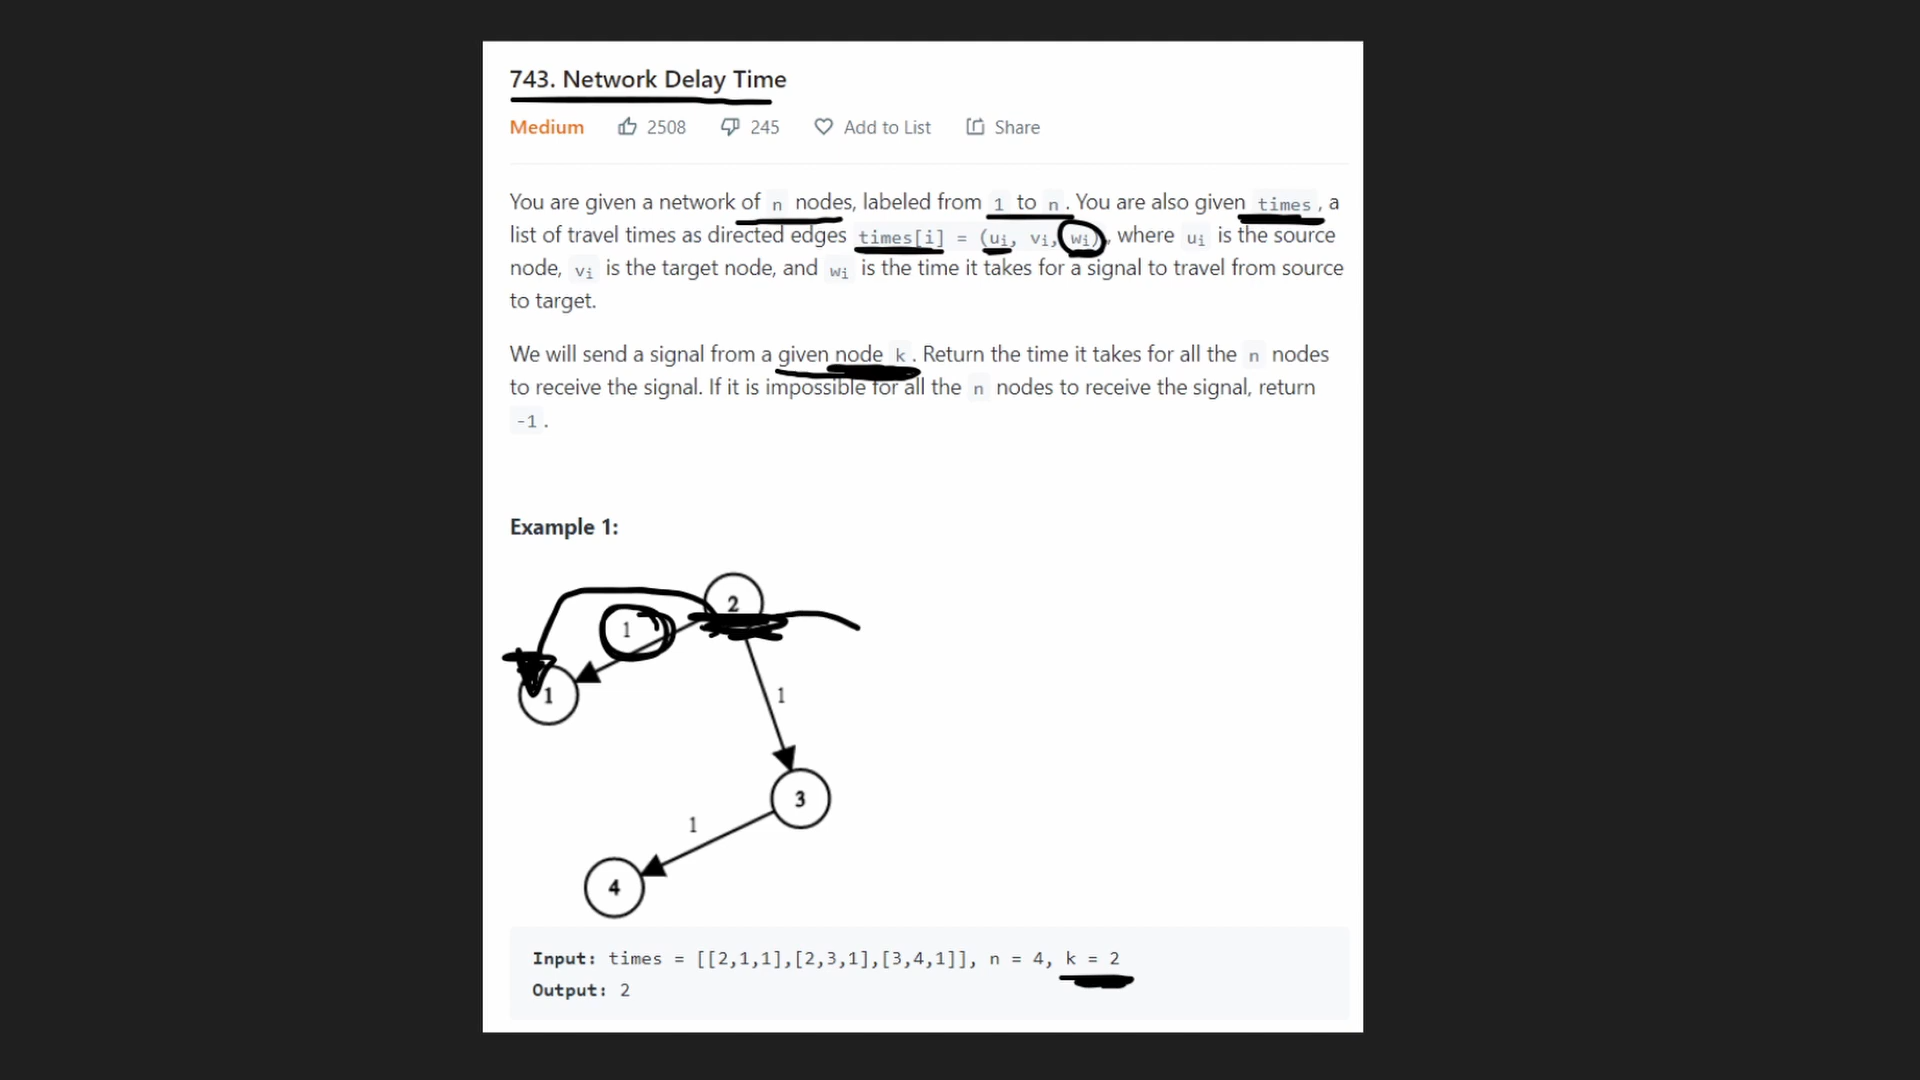 743. Network Delay Time
Medium 2508 245 Add to List Share
You are given a network of n nodes, labeled from 1 to n. You are also given times, a
list of travel times as directed edges times[i] = (ui, vi, wi), where ui is the source
node, vi is the target node, and wi is the time it takes for a signal to travel from source
to target.
We will send a signal from a given node k. Return the time it takes for all the n nodes
to receive the signal. If it is impossible for all the n nodes to receive the signal, return
-1.
Example 1:
2
1
1
1
3
1
4
Input: times = [[2,1,1],[2,3,1],[3,4,1]], n = 4, k = 2
Output: 2